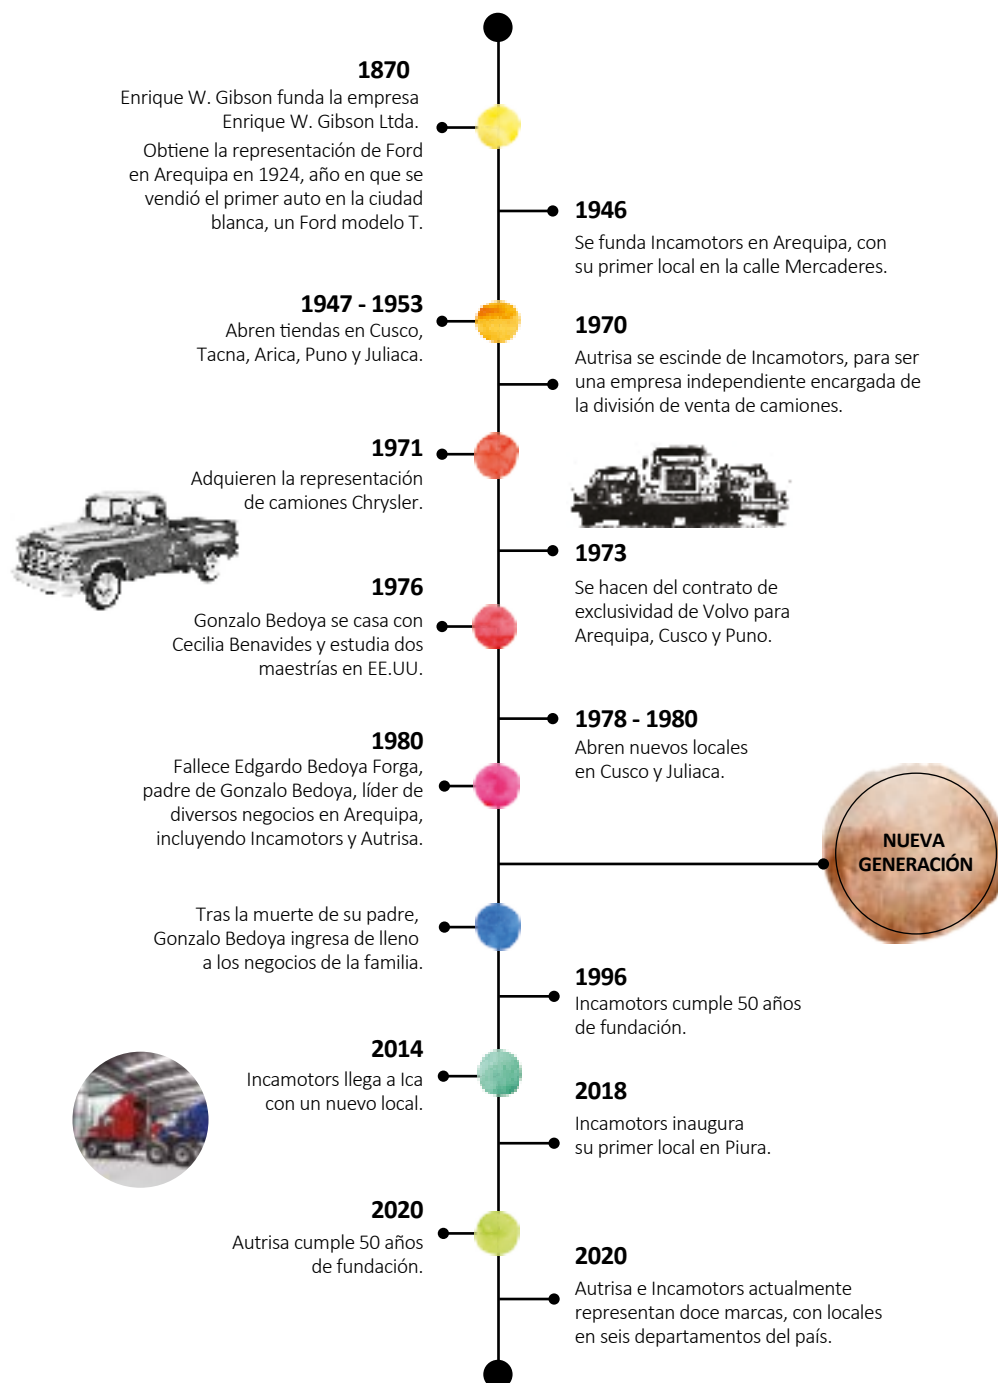 1870
Enrique W. Gibson funda la empresa
Enrique W. Gibson Ltda.
Obtiene la representación de Ford
en Arequipa en 1924, año en que se
vendió el primer auto en la ciudad
blanca, un Ford modelo T.
1946
Se funda Incamotors en Arequipa, con
su primer local en la calle Mercaderes.
1947 - 1953
Abren tiendas en Cusco,
Tacna, Arica, Puno y Juliaca.
1970
Autrisa se escinde de Incamotors, para ser
una empresa independiente encargada de
la división de venta de camiones.
1971
Adquieren la representación
de camiones Chrysler.
1973
Se hacen del contrato de
exclusividad de Volvo para
Arequipa, Cusco y Puno.
1976
Gonzalo Bedoya se casa con
Cecilia Benavides y estudia dos
maestrías en EE.UU.
1978 - 1980
Abren nuevos locales
en Cusco y Juliaca.
1980
Fallece Edgardo Bedoya Forga,
padre de Gonzalo Bedoya, líder de
diversos negocios en Arequipa,
incluyendo Incamotors y Autrisa.
NUEVA
GENERACIÓN
Tras la muerte de su padre,
Gonzalo Bedoya ingresa de lleno
a los negocios de la familia.
1996
Incamotors cumple 50 años
de fundación.
2014
Incamotors llega a Ica
con un nuevo local.
2018
Incamotors inaugura
su primer local en Piura.
2020
Autrisa cumple 50 años
de fundación.
2020
Autrisa e Incamotors actualmente
representan doce marcas, con locales
en seis departamentos del país.